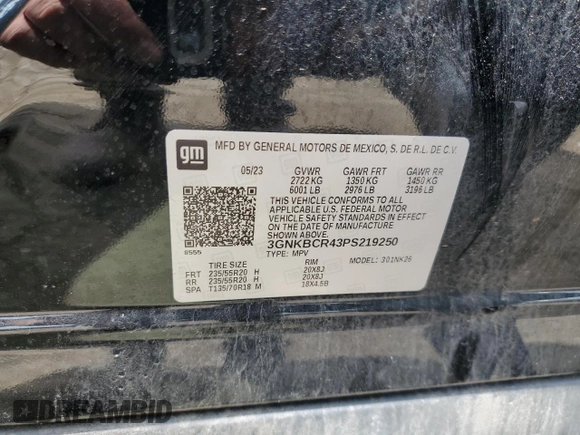 gm
MFD BY GENERAL MOTORS DE MEXICO, S. DE R.L. DE C.V.
05/23 GVWR GAWR FRT GAWR RR
2722 KG 1350 KG 1450 KG
6001 LB 2976 LB 3196 LB
THIS VEHICLE CONFORMS TO ALL APPLICABLE
U.S. FEDERAL MOTOR
VEHICLE SAFETY STANDARDS IN EFFECT ON THE
DATE OF MANUFACTURE SHOWN ABOVE.
3GNKBCR43PS219250
TYPE: MPV MODEL: 301NK26
8555
TIRE SIZE RIM
FRT 235/55R20 H 20X8J
RR 235/55R20 H 20X8J
SPA T135/70R18 M 18X4.5B
DREAMBID